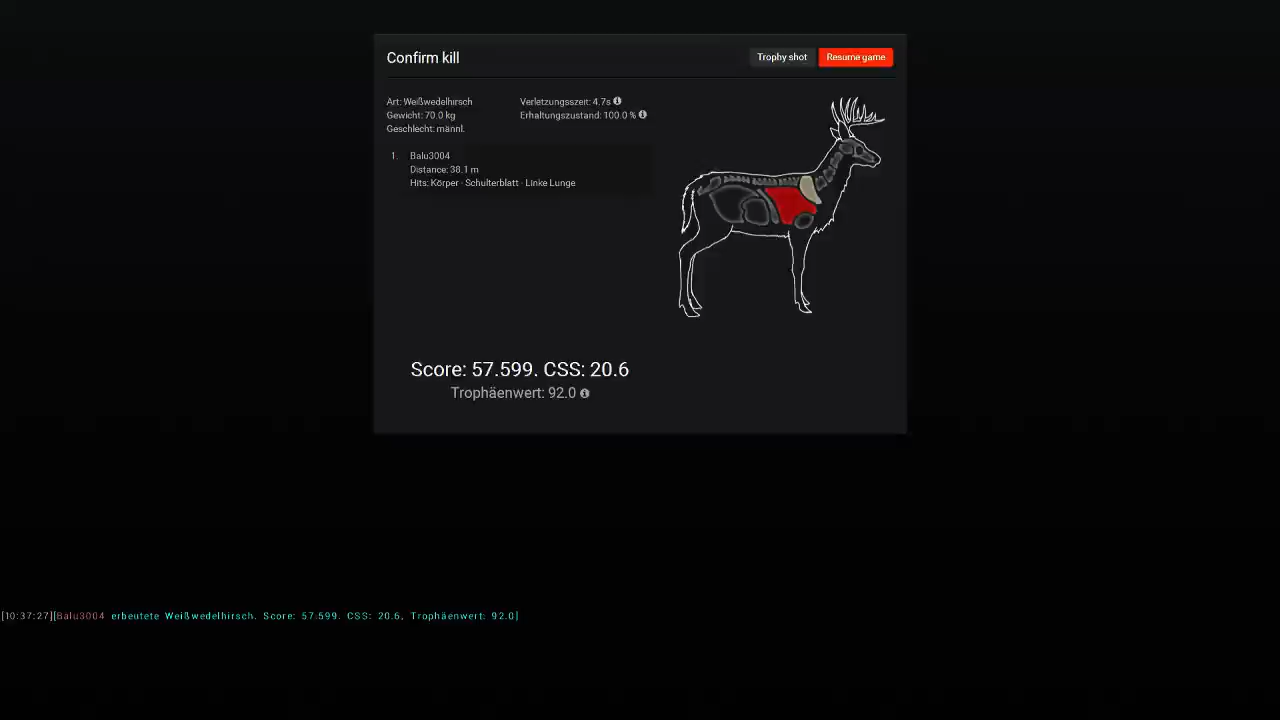 Confirm kill
Trophy shot
Resume game
Art: Weißwedelhirsch
Gewicht: 70.0 kg
Geschlecht: männl.
Verletzungsszeit: 4.7s
Erhaltungszustand: 100.0 %
1. Balu3004
Distance: 38.1 m
Hits: Körper - Schulterblatt - Linke Lunge
Score: 57.599. CSS: 20.6
Trophäenwert: 92.0
[10:37:27][Balu3004 erbeutete Weißwedelhirsch. Score: 57.599. CSS: 20.6, Trophäenwert: 92.0]